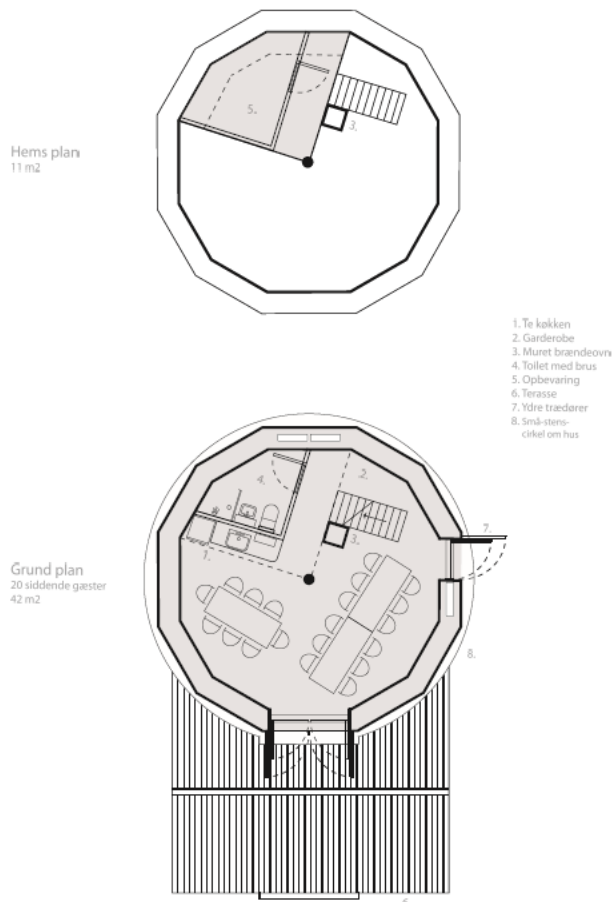 Hems plan
11 m2
5.
3.
1. Te køkken
2. Garderobe
3. Muret brændeovn
4. Toilet med brus
5. Opbevaring
6. Terasse
7. Ydre trædører
8. Små-stens-
cirkel om hus
4.
2.
7.
3.
1.
Grund plan
20 siddende gæster
42 m2
8.
6.